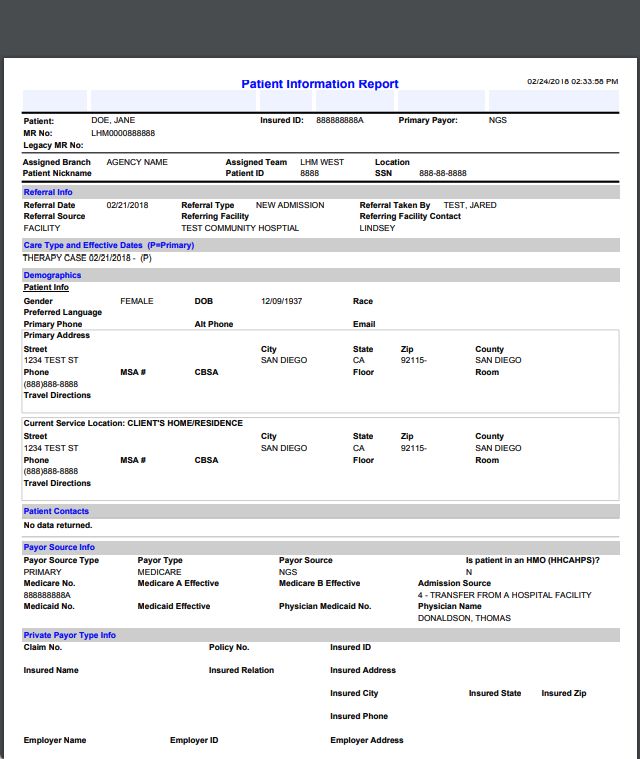 Patient Information Report 02/24/2018 02:33:58 PM
Patient: DOE, JANE Insured ID: 888888888A Primary Payor: NGS
MR No: LHM0000888888
Legacy MR No:
Assigned Branch AGENCY NAME Assigned Team LHM WEST Location
Patient Nickname Patient ID 8888 SSN 888-88-8888
Referral Info
Referral Date 02/21/2018 Referral Type NEW ADMISSION Referral Taken By TEST, JARED
Referral Source Referring Facility Referring Facility Contact
FACILITY TEST COMMUNITY HOSPTIAL LINDSEY
Care Type and Effective Dates (P=Primary)
THERAPY CASE 02/21/2018 - (P)
Demographics
Patient Info
Gender FEMALE DOB 12/09/1937 Race
Preferred Language
Primary Phone Alt Phone Email
Primary Address
Street City State Zip County
1234 TEST ST SAN DIEGO CA 92115- SAN DIEGO
Phone MSA # CBSA Floor Room
(888)888-8888
Travel Directions
Current Service Location: CLIENT'S HOME/RESIDENCE
Street City State Zip County
1234 TEST ST SAN DIEGO CA 92115- SAN DIEGO
Phone MSA # CBSA Floor Room
(888)888-8888
Travel Directions
Patient Contacts
No data returned.
Payor Source Info
Payor Source Type Payor Type Payor Source Is patient in an HMO (HHCAHPS)?
PRIMARY MEDICARE NGS N
Medicare No. Medicare A Effective Medicare B Effective Admission Source
888888888A 4 - TRANSFER FROM A HOSPITAL FACILITY
Medicaid No. Medicaid Effective Physician Medicaid No. Physician Name
DONALDSON, THOMAS
Private Payor Type Info
Claim No. Policy No. Insured ID
Insured Name Insured Relation Insured Address
Insured City Insured State Insured Zip
Insured Phone
Employer Name Employer ID Employer Address